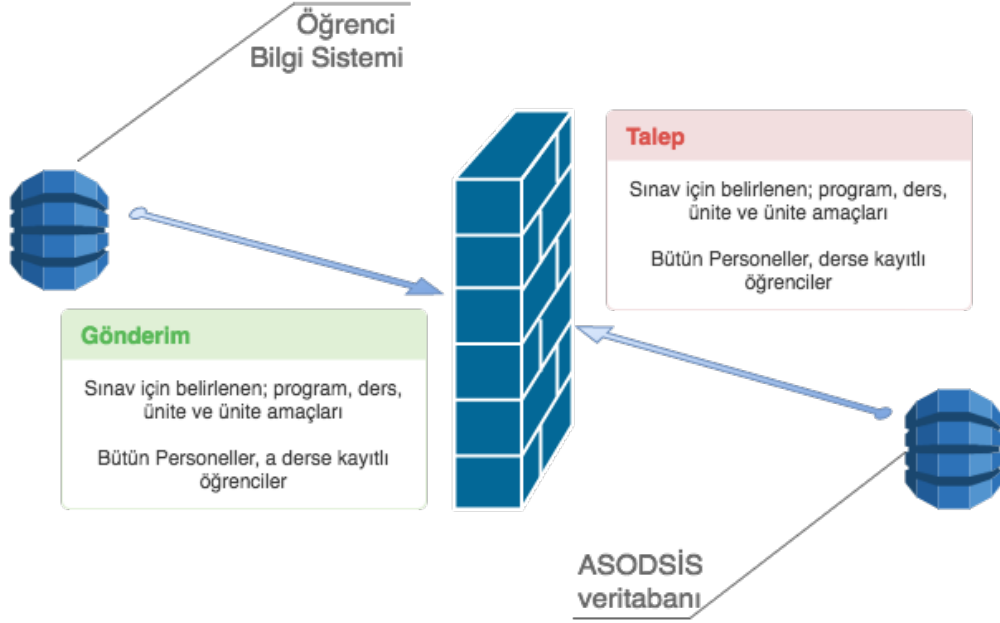 Öğrenci
Bilgi Sistemi
Talep
Sınav için belirlenen; program, ders,
ünite ve ünite amaçları
Bütün Personeller, derse kayıtlı
öğrenciler
Gönderim
Sınav için belirlenen; program, ders,
ünite ve ünite amaçları
Bütün Personeller, a derse kayıtlı
öğrenciler
ASODSİS
veritabanı